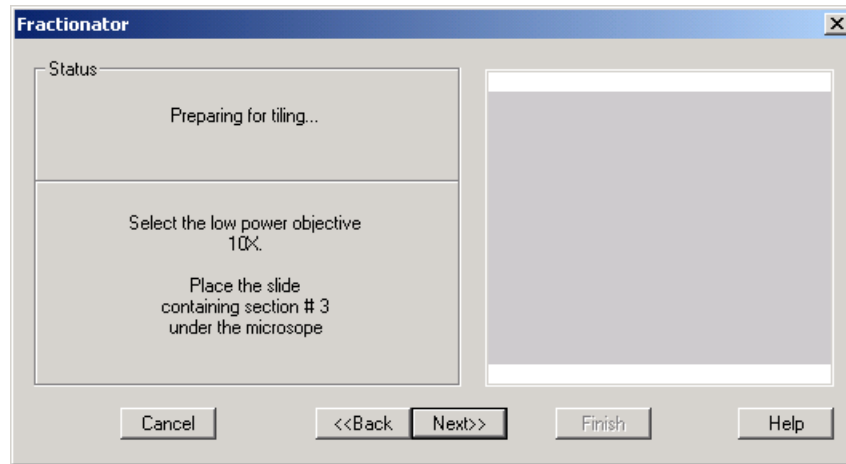 Fractionator
Status
Preparing for tiling...
Select the low power objective
10X.
Place the slide
containing section # 3
under the microsope
Cancel
<<Back
Next>>
Finish
Help